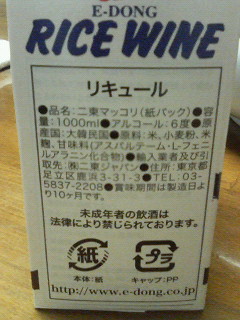 E-DONG
RICE WINE
リキュール
●品名:二東マッコリ(紙パック)●容
量:1000ml●アルコール:6度●原
産国:大韓民国●原料:米、小麦粉、米
麹、甘味料(アスパルテーム・L-フェニ
ルアラニン化合物)●輸入業者及び引
取先:㈱二東ジャパン●住所:東京都
足立区鹿浜3-31-3●TEL:03-
5837-2208●賞味期間は製造日よ
り10ヶ月です。
未成年者の飲酒は
法律により禁じられております。
紙 プラ
本体:紙 キャップ:PP
http://www.e-dong.co.jp